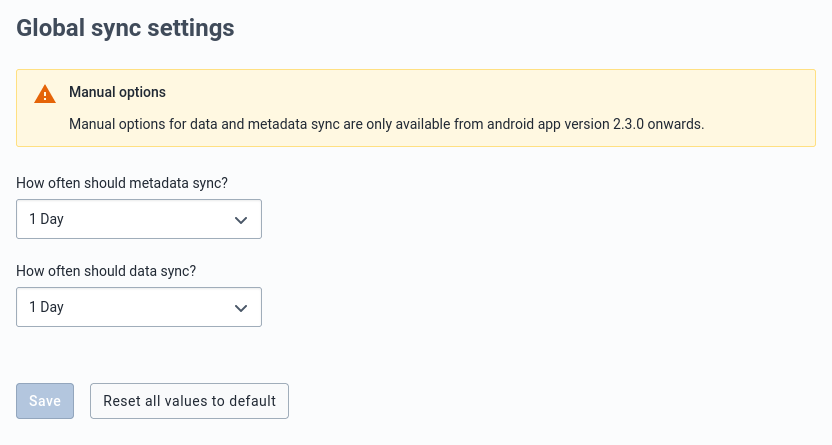 Global sync settings
Manual options
Manual options for data and metadata sync are only available from android app version 2.3.0 onwards.
How often should metadata sync?
1 Day
How often should data sync?
1 Day
Save
Reset all values to default